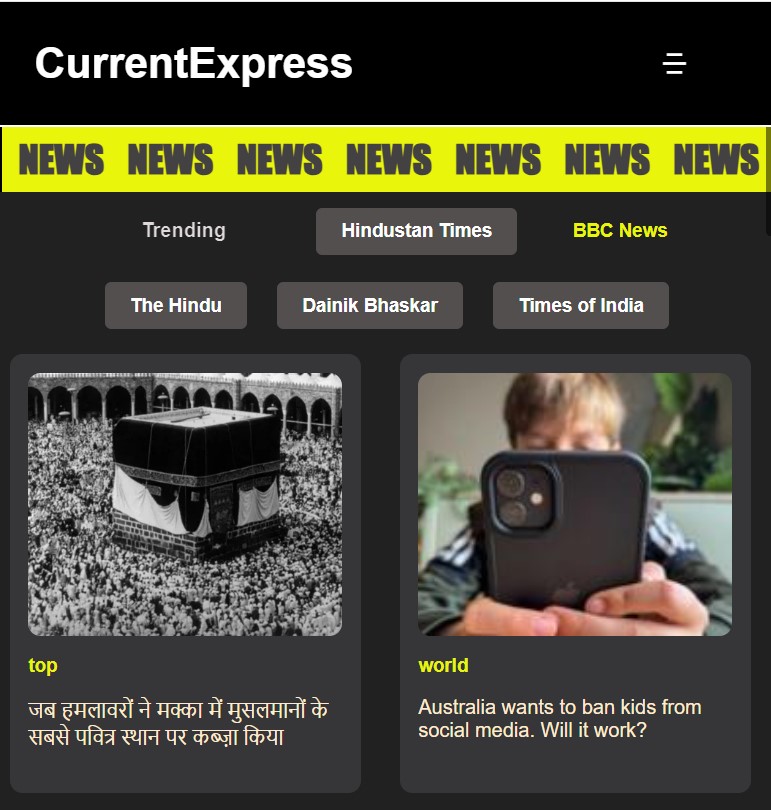 CurrentExpress
NEWS NEWS NEWS NEWS NEWS NEWS NEWS
Trending Hindustan Times BBC News
The Hindu Dainik Bhaskar Times of India
top
जब हमलावरों ने मक्का में मुसलमानों के
सबसे पवित्र स्थान पर कब्ज़ा किया
world
Australia wants to ban kids from
social media. Will it work?